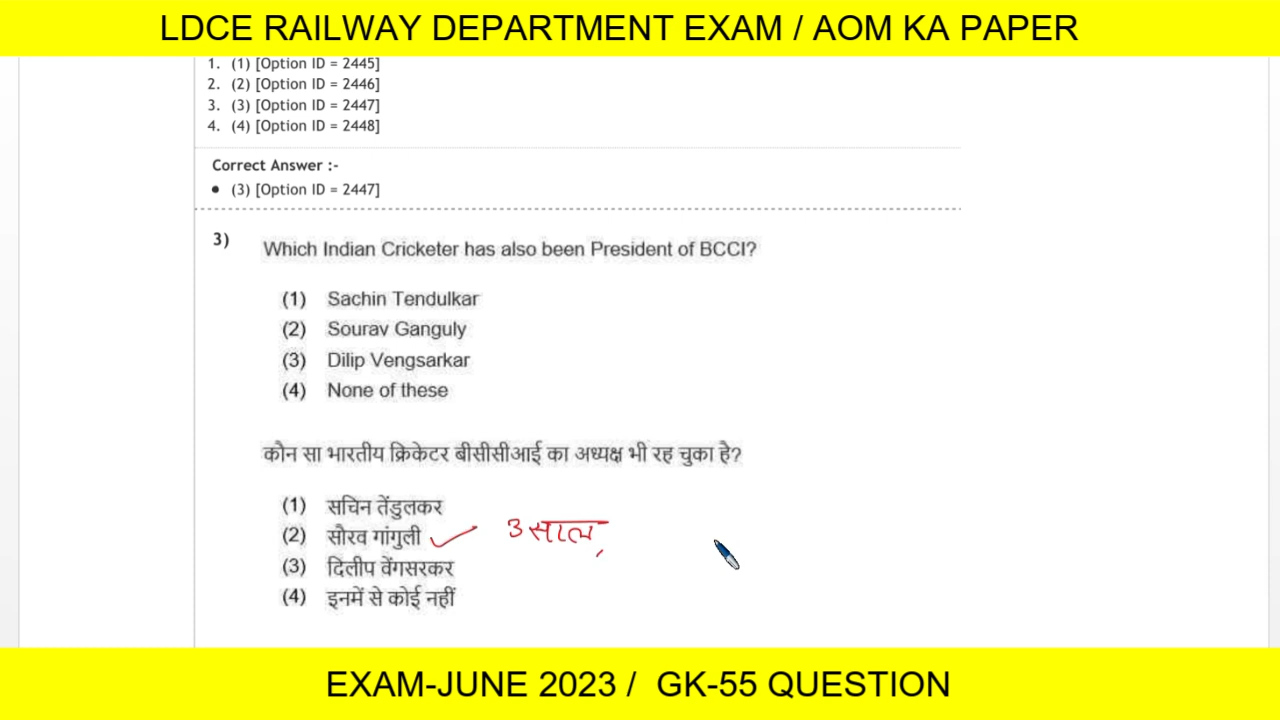 LDCE RAILWAY DEPARTMENT EXAM / AOM KA PAPER
1. (1) [Option ID = 2445]
2. (2) [Option ID = 2446]
3. (3) [Option ID = 2447]
4. (4) [Option ID = 2448]
Correct Answer :-
• (3) [Option ID = 2447]
3) Which Indian Cricketer has also been President of BCCI?
(1) Sachin Tendulkar
(2) Sourav Ganguly
(3) Dilip Vengsarkar
(4) None of these
कौन सा भारतीय क्रिकेटर बीसीसीआई का अध्यक्ष भी रह चुका है?
(1) सचिन तेंडुलकर
(2) सौरव गांगुली ✓ 3 साल
(3) दिलीप वेंगसरकर
(4) इनमें से कोई नहीं
EXAM-JUNE 2023 / GK-55 QUESTION